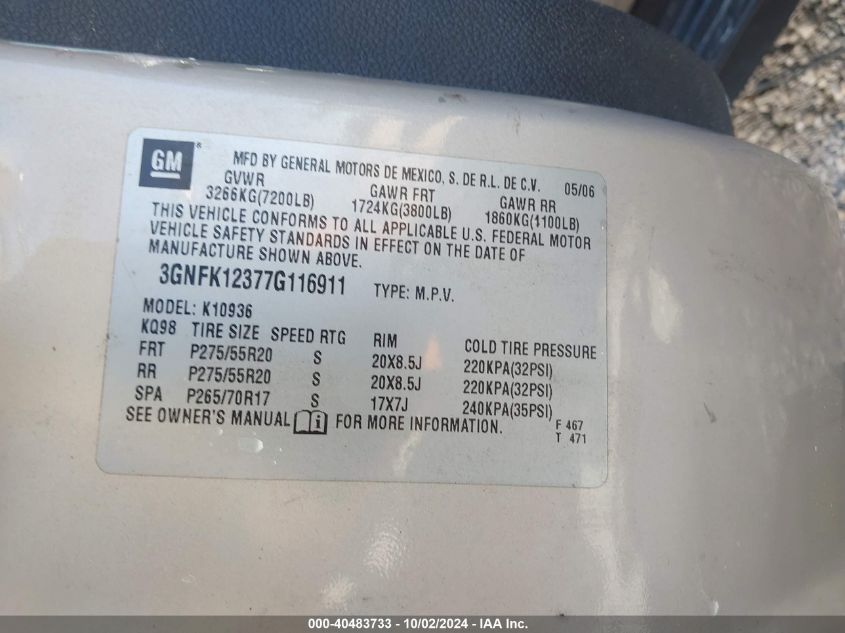 GM
MFD BY GENERAL MOTORS DE MEXICO, S. DE R.L. DE C.V. 05/06
GVWR GAWR FRT GAWR RR
3266KG(7200LB) 1724KG(3800LB) 1860KG(1100LB)
THIS VEHICLE CONFORMS TO ALL APPLICABLE U.S. FEDERAL MOTOR
VEHICLE SAFETY STANDARDS IN EFFECT ON THE DATE OF
MANUFACTURE SHOWN ABOVE.
3GNFK12377G116911 TYPE: M.P.V.
MODEL: K10936
KQ98 TIRE SIZE SPEED RTG RIM COLD TIRE PRESSURE
FRT P275/55R20 S 20X8.5J 220KPA(32PSI)
RR P275/55R20 S 20X8.5J 220KPA(32PSI)
SPA P265/70R17 S 17X7J 240KPA(35PSI)
SEE OWNER'S MANUAL FOR MORE INFORMATION.
F 467
T 471
000-40483733 - 10/02/2024 - IAA Inc.